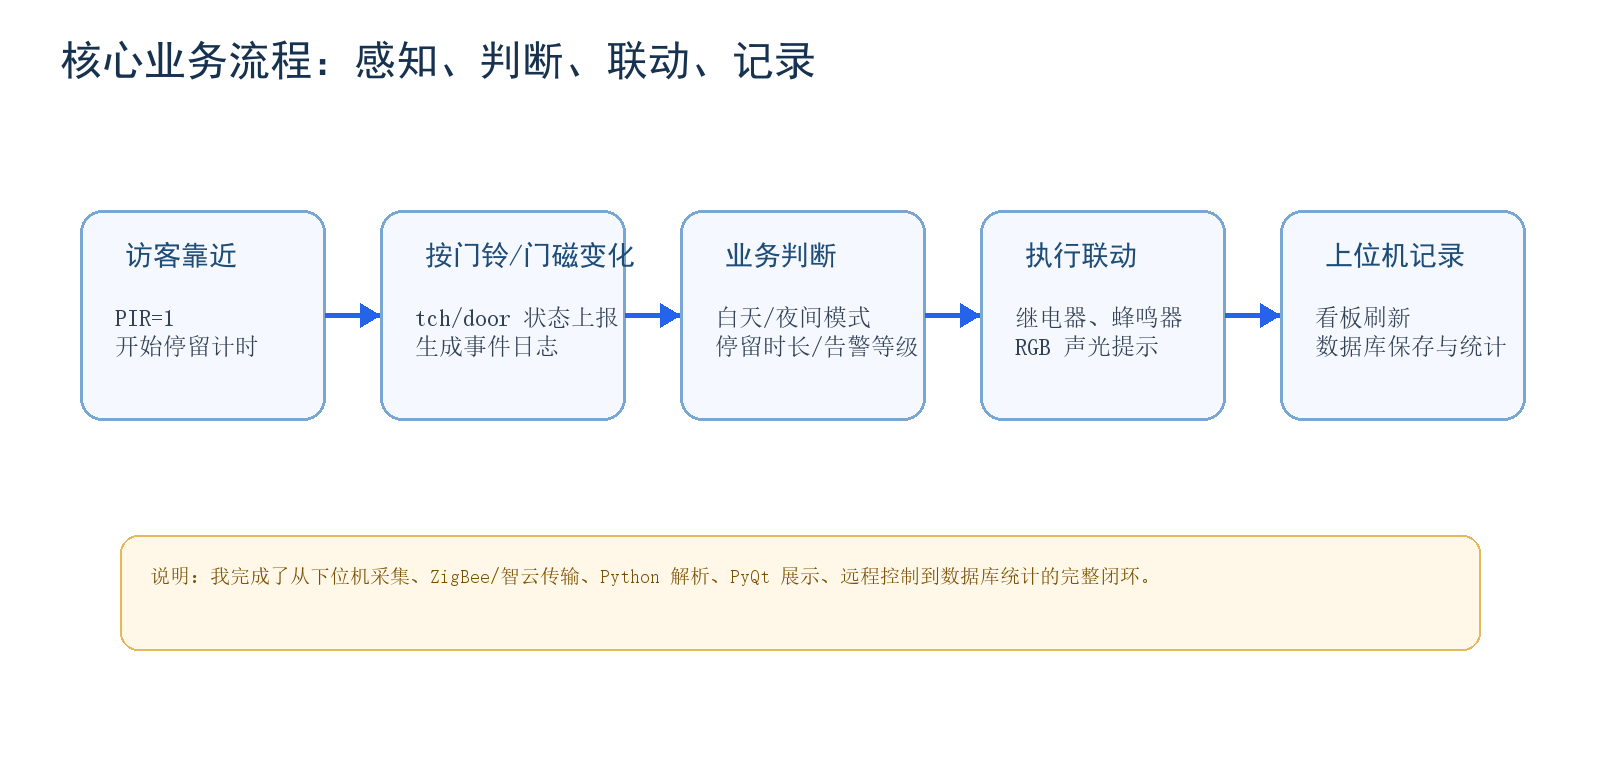 核心业务流程：感知、判断、联动、记录
访客靠近
PIR=1
开始停留计时
按门铃/门磁变化
tch/door 状态上报
生成事件日志
业务判断
白天/夜间模式
停留时长/告警等级
执行联动
继电器、蜂鸣器
RGB 声光提示
上位机记录
看板刷新
数据库保存与统计
说明：我完成了从下位机采集、ZigBee/智云传输、Python 解析、PyQt 展示、远程控制到数据库统计的完整闭环。